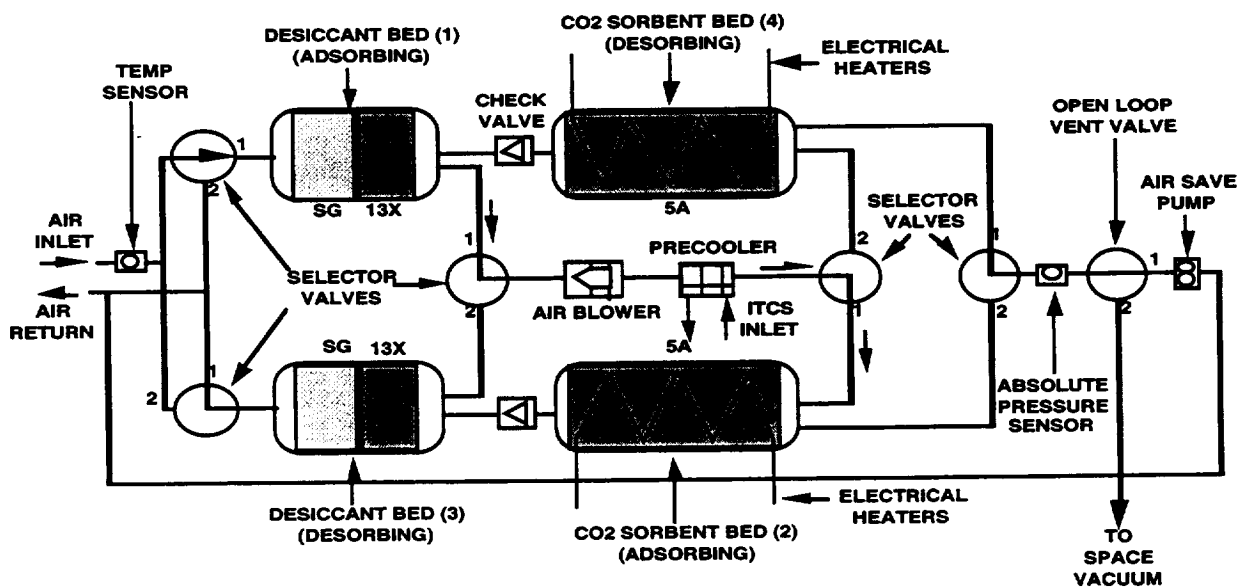 CO2 SORBENT BED (4)
(DESORBING)
DESICCANT BED (1)
(ADSORBING)
ELECTRICAL
HEATERS
TEMP
SENSOR
CHECK
VALVE
OPEN LOOP
VENT VALVE
1
2
SG 13X
5A
SELECTOR
VALVES
AIR SAVE
PUMP
AIR
INLET
1
PRECOOLER
2
1
1
SELECTOR
VALVES
AIR
RETURN
2
AIR BLOWER
ITCS
INLET
1
2
2
SG 13X
5A
1
2
ABSOLUTE
PRESSURE
SENSOR
DESICCANT BED (3)
(DESORBING)
CO2 SORBENT BED (2)
(ADSORBING)
ELECTRICAL
HEATERS
TO
SPACE
VACUUM